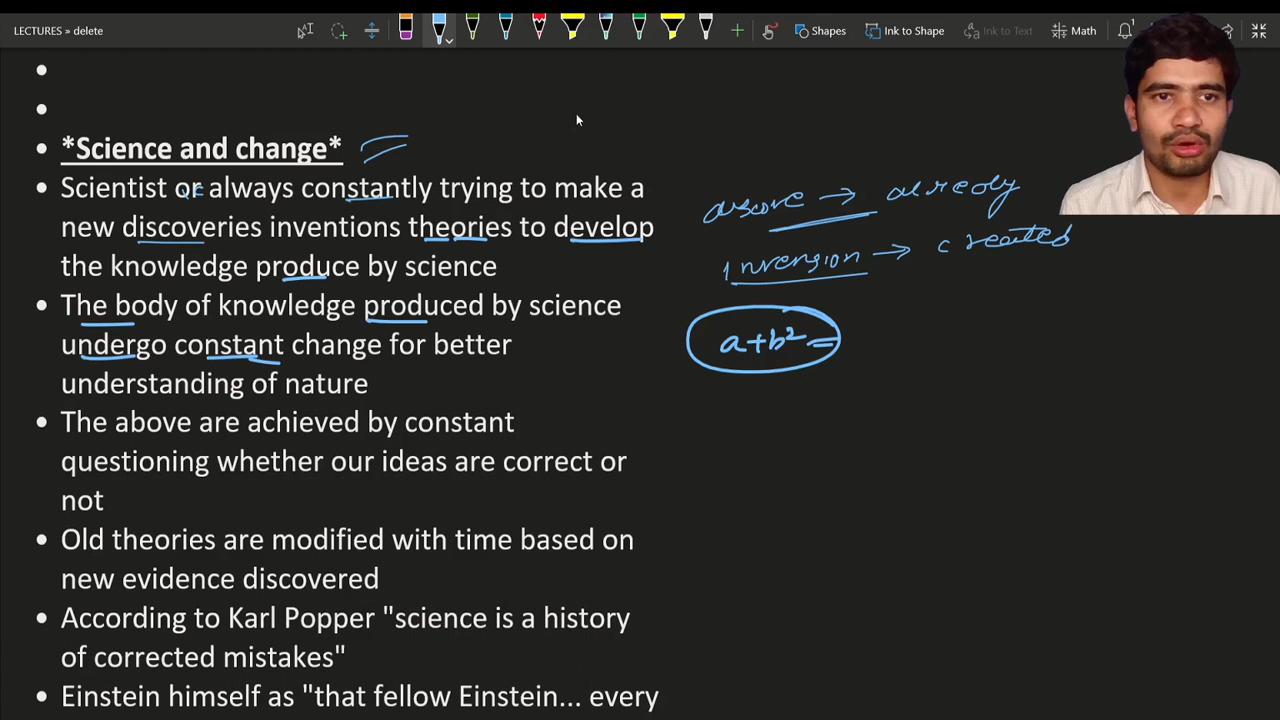 LECTURES » delete
Shapes
Ink to Shape
Ink to Text
Math
1
*Science and change*
Scientist or always constantly trying to make a
new discoveries inventions theories to develop
the knowledge produce by science
The body of knowledge produced by science
undergo constant change for better
understanding of nature
The above are achieved by constant
questioning whether our ideas are correct or
not
Old theories are modified with time based on
new evidence discovered
According to Karl Popper "science is a history
of corrected mistakes"
Einstein himself as "that fellow Einstein... every
→ already
→ created
a+b²=